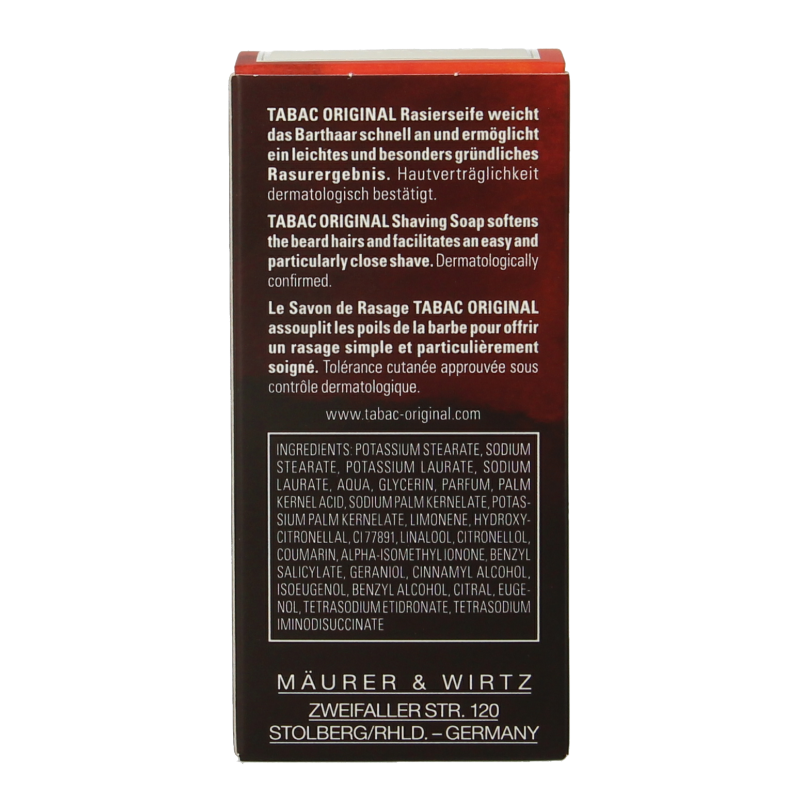 TABAC ORIGINAL Rasierseife weicht
das Barthaar schnell an und ermöglicht
ein leichtes und besonders gründliches
Rasurergebnis. Hautverträglichkeit
dermatologisch bestätigt.
TABAC ORIGINAL Shaving Soap softens
the beard hairs and facilitates an easy and
particularly close shave. Dermatologically
confirmed.
Le Savon de Rasage TABAC ORIGINAL
assouplit les poils de la barbe pour offrir
un rasage simple et particulièrement
soigné. Tolérance cutanée approuvée sous
contrôle dermatologique.
www.tabac-original.com
INGREDIENTS: POTASSIUM STEARATE, SODIUM
STEARATE, POTASSIUM LAURATE, SODIUM
LAURATE, AQUA, GLYCERIN, PARFUM, PALM
KERNEL ACID, SODIUM PALM KERNELATE, POTAS-
SIUM PALM KERNELATE, LIMONENE, HYDROXY-
CITRONELLAL, CI 77891, LINALOOL, CITRONELLOL,
COUMARIN, ALPHA-ISOMETHYL IONONE, BENZYL
SALICYLATE, GERANIOL, CINNAMYL ALCOHOL,
ISOEUGENOL, BENZYL ALCOHOL, CITRAL, EUGE-
NOL, TETRASODIUM ETIDRONATE, TETRASODIUM
IMINODISUCCINATE
MÄURER & WIRTZ
ZWEIFALLER STR. 120
STOLBERG/RHLD. – GERMANY